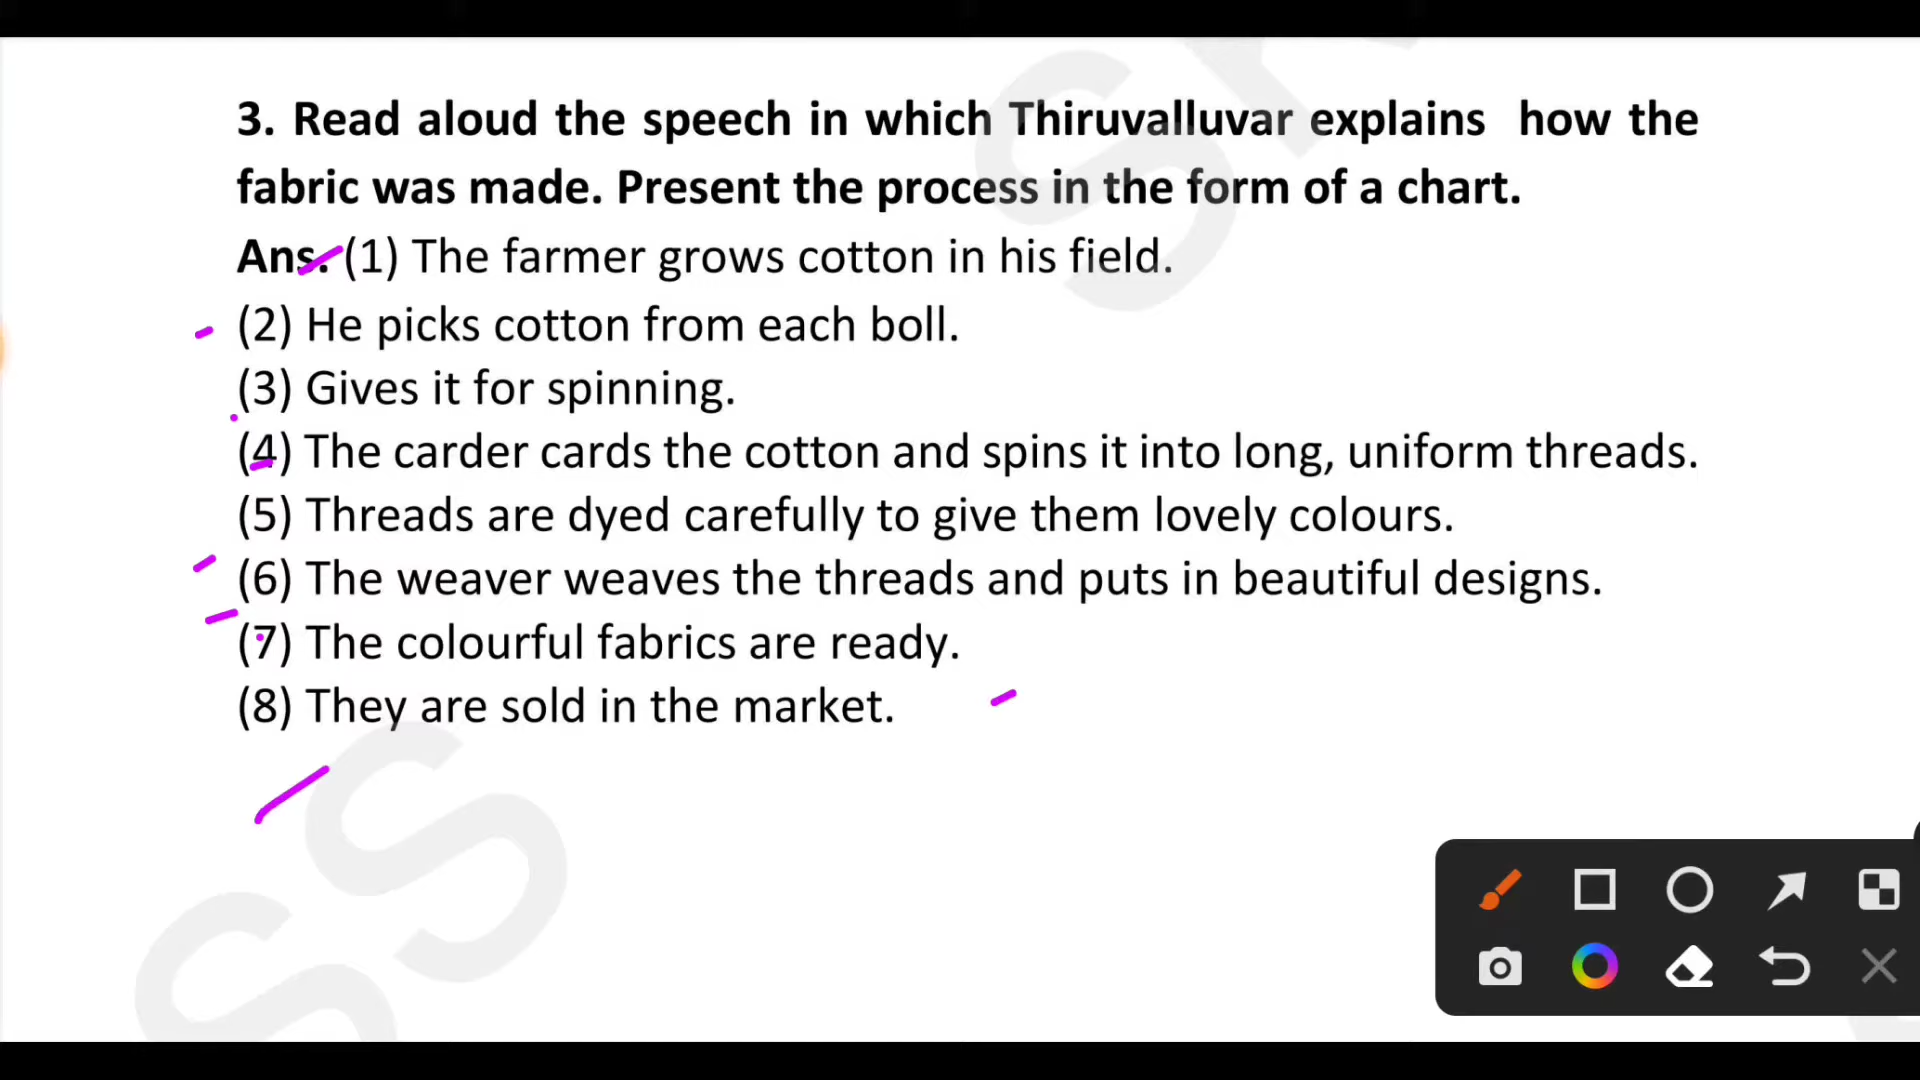 3. Read aloud the speech in which Thiruvalluvar explains how the
fabric was made. Present the process in the form of a chart.
Ans. (1) The farmer grows cotton in his field.
(2) He picks cotton from each boll.
(3) Gives it for spinning.
(4) The carder cards the cotton and spins it into long, uniform threads.
(5) Threads are dyed carefully to give them lovely colours.
(6) The weaver weaves the threads and puts in beautiful designs.
(7) The colourful fabrics are ready.
(8) They are sold in the market.